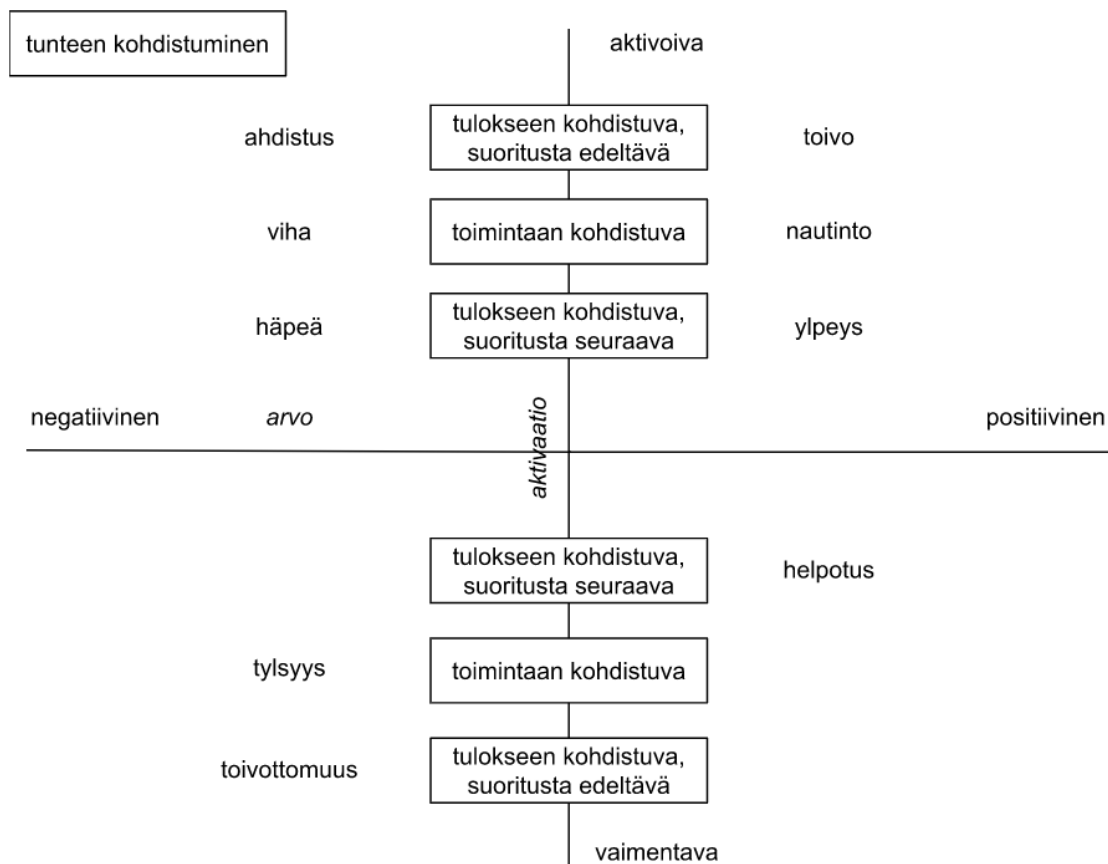 tunteen kohdistuminen
aktivoiva
ahdistus
tulokseen kohdistuva,
suoritusta edeltävä
toivo
viha
toimintaan kohdistuva
nautinto
häpeä
tulokseen kohdistuva,
suoritusta seuraava
ylpeys
negatiivinen
arvo
aktivaatio
positiivinen
tulokseen kohdistuva,
suoritusta seuraava
helpotus
tylsyys
toimintaan kohdistuva
toivottomuus
tulokseen kohdistuva,
suoritusta edeltävä
vaimentava